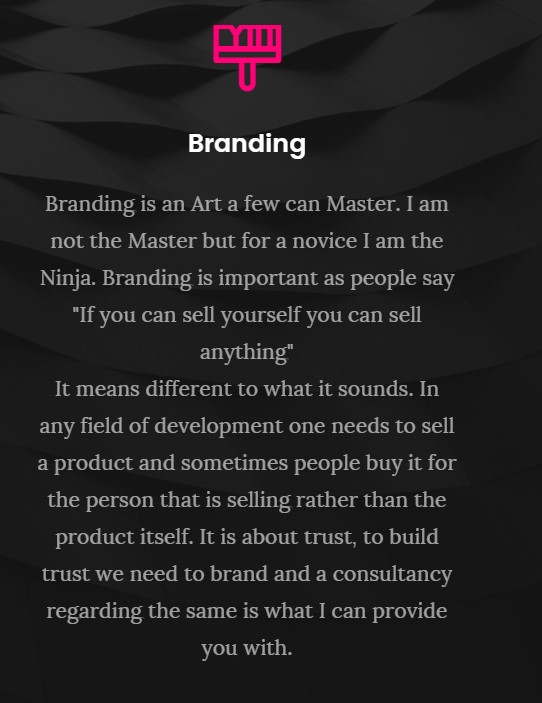 Branding
Branding is an Art a few can Master. I am
not the Master but for a novice I am the
Ninja. Branding is important as people say
"If you can sell yourself you can sell
anything"
It means different to what it sounds. In
any field of development one needs to sell
a product and sometimes people buy it for
the person that is selling rather than the
product itself. It is about trust, to build
trust we need to brand and a consultancy
regarding the same is what I can provide
you with.